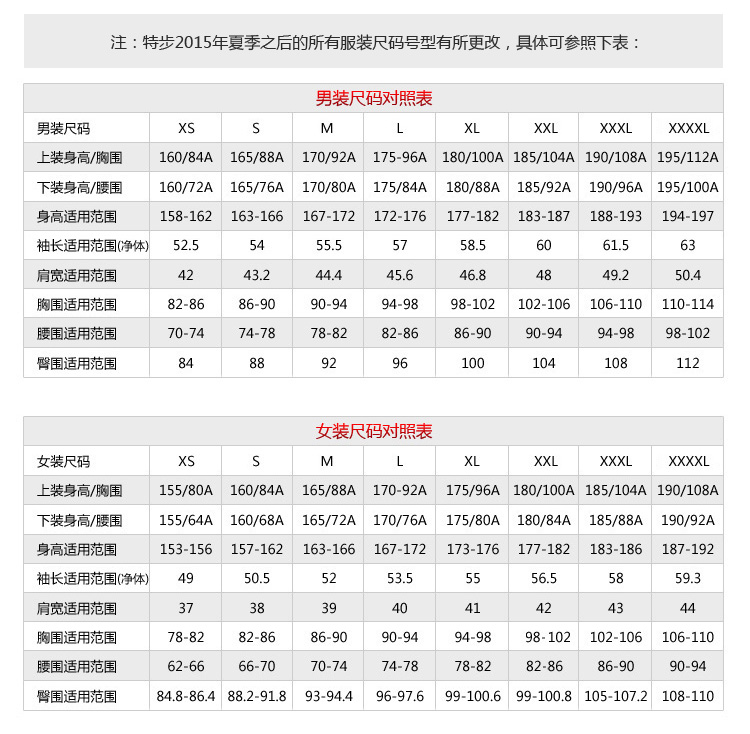 注：特步2015年夏季之后的所有服装尺码号型有所更改，具体可参照下表：
男装尺码对照表
男装尺码 XS S M L XL XXL XXXL XXXXL
上装身高/胸围 160/84A 165/88A 170/92A 175-96A 180/100A 185/104A 190/108A 195/112A
下装身高/腰围 160/72A 165/76A 170/80A 175/84A 180/88A 185/92A 190/96A 195/100A
身高适用范围 158-162 163-166 167-172 172-176 177-182 183-187 188-193 194-197
袖长适用范围(净体) 52.5 54 55.5 57 58.5 60 61.5 63
肩宽适用范围 42 43.2 44.4 45.6 46.8 48 49.2 50.4
胸围适用范围 82-86 86-90 90-94 94-98 98-102 102-106 106-110 110-114
腰围适用范围 70-74 74-78 78-82 82-86 86-90 90-94 94-98 98-102
臀围适用范围 84 88 92 96 100 104 108 112
女装尺码对照表
女装尺码 XS S M L XL XXL XXXL XXXXL
上装身高/胸围 155/80A 160/84A 165/88A 170-92A 175/96A 180/100A 185/104A 190/108A
下装身高/腰围 155/64A 160/68A 165/72A 170/76A 175/80A 180/84A 185/88A 190/92A
身高适用范围 153-156 157-162 163-166 167-172 173-176 177-182 183-186 187-192
袖长适用范围(净体) 49 50.5 52 53.5 55 56.5 58 59.3
肩宽适用范围 37 38 39 40 41 42 43 44
胸围适用范围 78-82 82-86 86-90 90-94 94-98 98-102 102-106 106-110
腰围适用范围 62-66 66-70 70-74 74-78 78-82 82-86 86-90 90-94
臀围适用范围 84.8-86.4 88.2-91.8 93-94.4 96-97.6 99-100.6 99-100.8 105-107.2 108-110